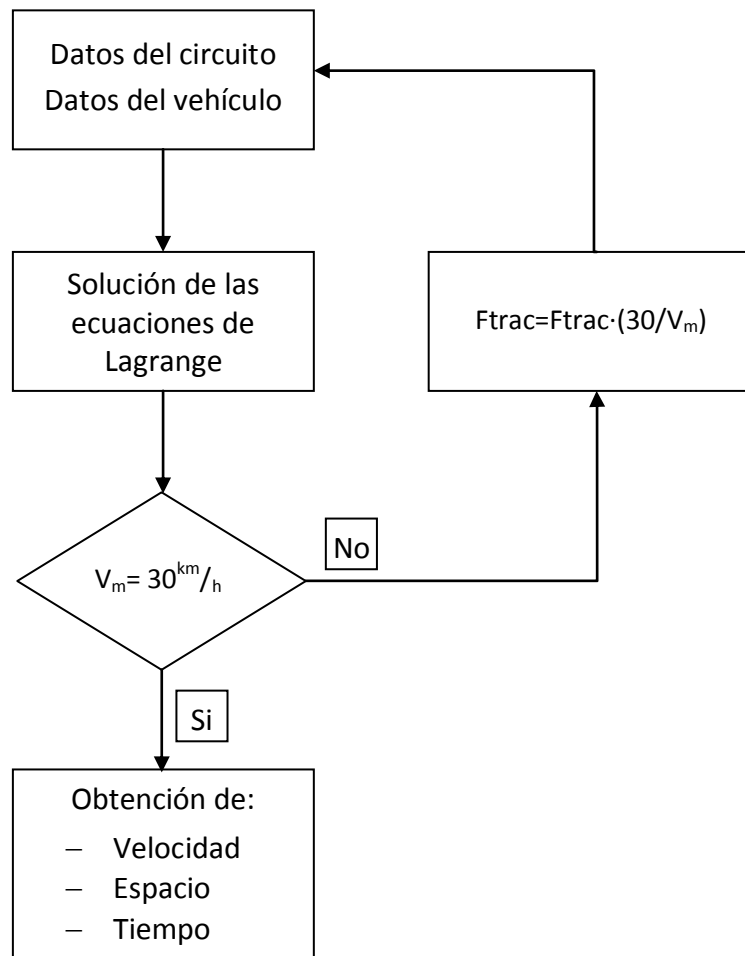 Datos del circuito
Datos del vehículo
Solución de las
ecuaciones de
Lagrange
Ftrac=Ftrac·(30/Vₘ)
Vₘ= 30ᵏᵐ/ₕ
No
Si
Obtención de:
– Velocidad
– Espacio
– Tiempo